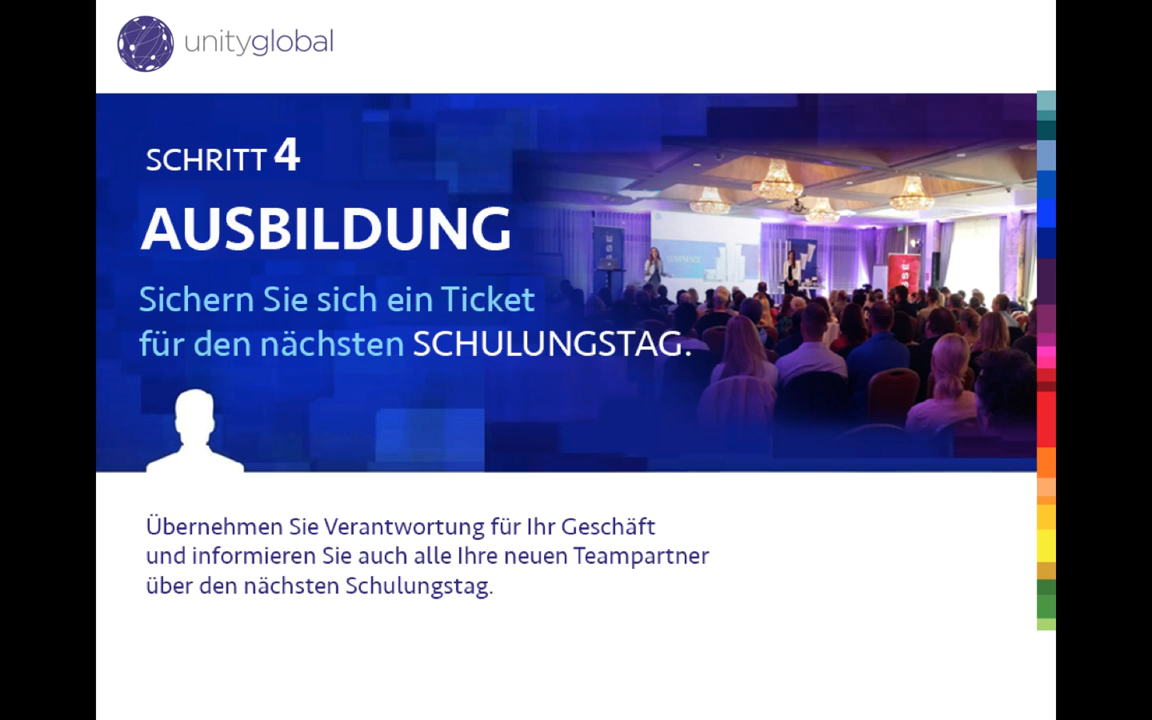 unityglobal
SCHRITT 4
AUSBILDUNG
Sichern Sie sich ein Ticket
für den nächsten SCHULUNGSTAG.
Übernehmen Sie Verantwortung für Ihr Geschäft
und informieren Sie auch alle Ihre neuen Teampartner
über den nächsten Schulungstag.